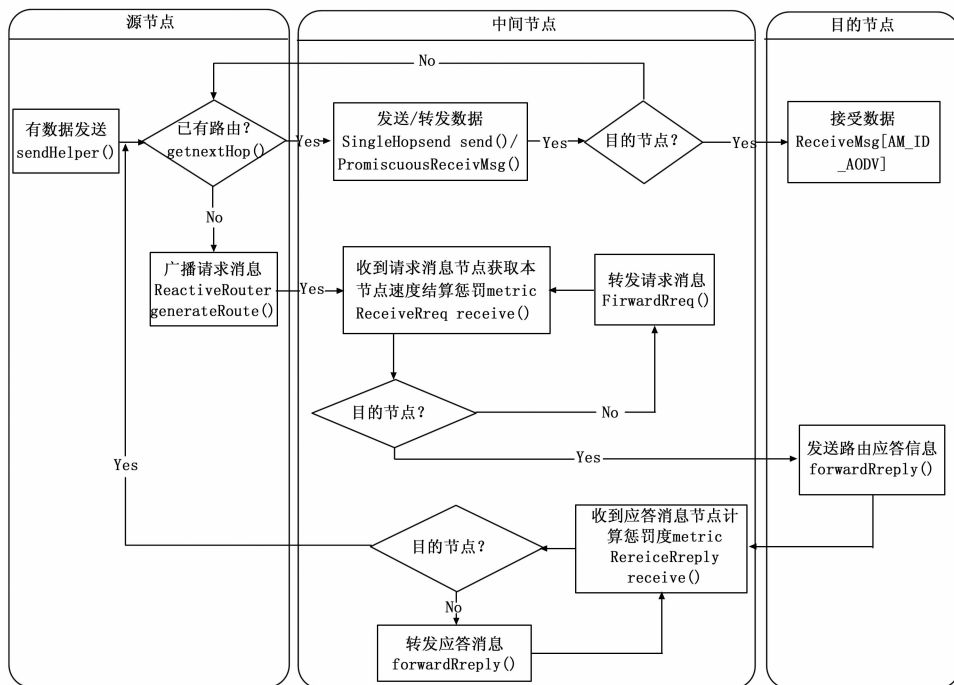 源节点
中间节点
目的节点
No
有数据发送
sendHelper()
已有路由?
getnextHop()
Yes
发送/转发数据
SingleHopsend send()/
PromiscuousReceivMsg()
Yes
目的节点?
Yes
接受数据
ReceiveMsg[AM_ID
_AODV]
No
广播请求消息
ReactiveRouter
generateRoute()
Yes
收到请求消息节点获取本
节点速度结算惩罚metric
ReceiveRreq receive()
转发请求消息
FirwardRreq()
目的节点?
No
Yes
发送路由应答信息
forwardRreply()
Yes
目的节点?
收到应答消息节点计
算惩罚度metric
RereiceRreply
receive()
No
转发应答消息
forwardRreply()